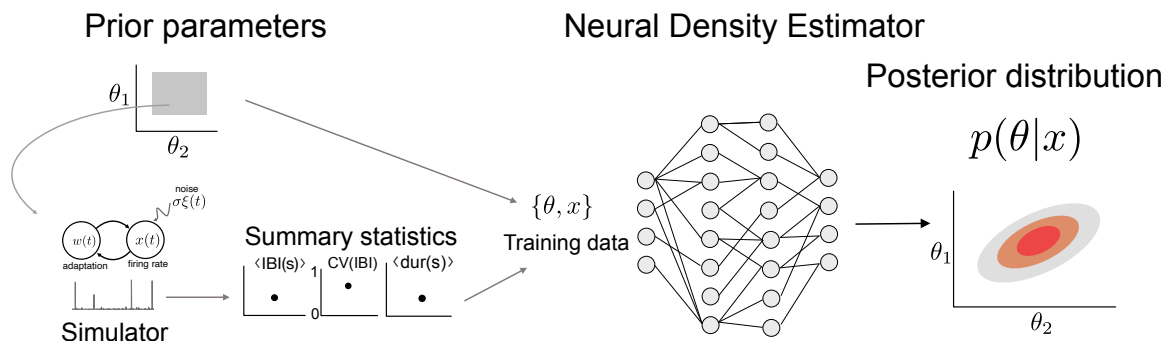 Prior parameters
Neural Density Estimator
Posterior distribution
θ₁
θ₂
p(θ|x)
noise
σξ(t)
w(t)
x(t)
adaptation
firing rate
Simulator
Summary statistics
⟨IBI(s)⟩
CV(IBI)
⟨dur(s)⟩
1
0
{θ, x}
Training data
θ₁
θ₂